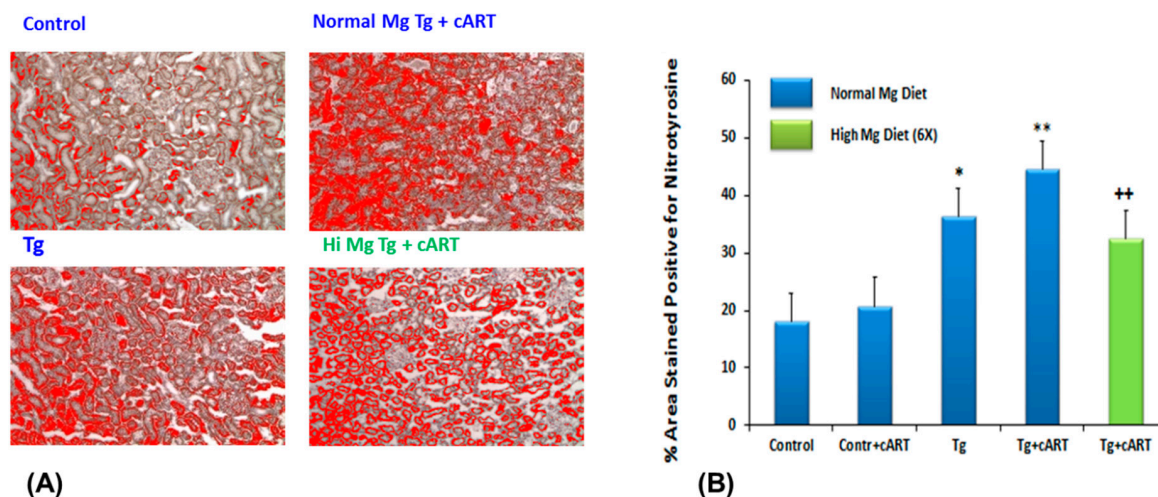 Control
Normal Mg Tg + cART
Tg
Hi Mg Tg + cART
(A)
% Area Stained Positive for Nitrotyrosine
60
50
40
30
20
10
0
Normal Mg Diet
High Mg Diet (6X)
*
**
++
Control
Contr+cART
Tg
Tg+cART
Tg+cART
(B)